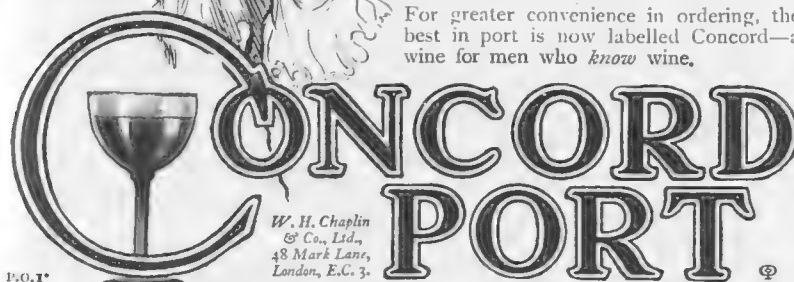 For greater convenience in ordering, the
best in port is now labelled Concord—a
wine for men who know wine.
CONCORD
PORT
W. H. Chaplin
& Co., Ltd.,
48 Mark Lane,
London, E.C. 3.
P.O.1*